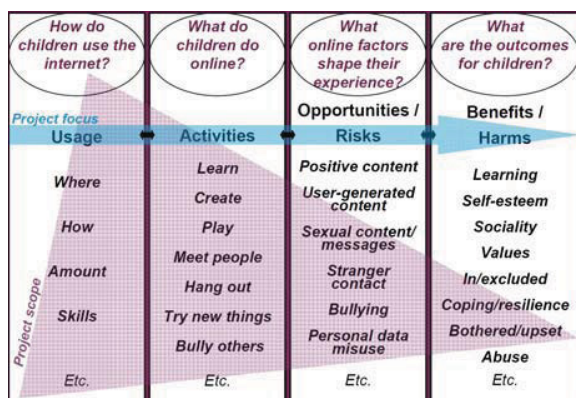 How do
children use the
internet?
What do
children do
online?
What
online factors
shape their
experience?
What
are the outcomes
for children?
Project focus
Usage
Activities
Opportunities /
Risks
Benefits /
Harms
Where
How
Amount
Skills
Etc.
Learn
Create
Play
Meet people
Hang out
Try new things
Bully others
Etc.
Positive content
User-generated
content
Sexual content/
messages
Stranger
contact
Bullying
Personal data
misuse
Etc.
Learning
Self-esteem
Sociality
Values
In/excluded
Coping/resilience
Bothered/upset
Abuse
Etc.
Project scope